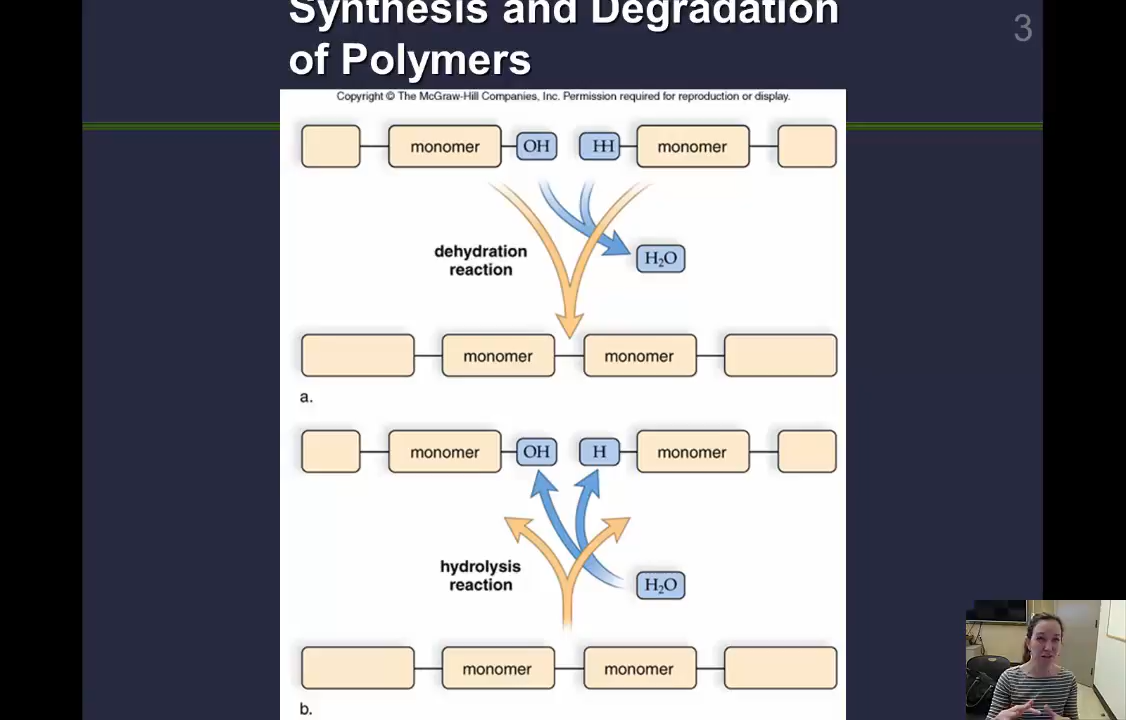 Synthesis and Degradation
of Polymers
3
Copyright © The McGraw-Hill Companies, Inc. Permission required for reproduction or display.
monomer OH HH monomer
dehydration
reaction
H₂O
monomer monomer
a.
monomer OH H monomer
hydrolysis
reaction
H₂O
monomer monomer
b.